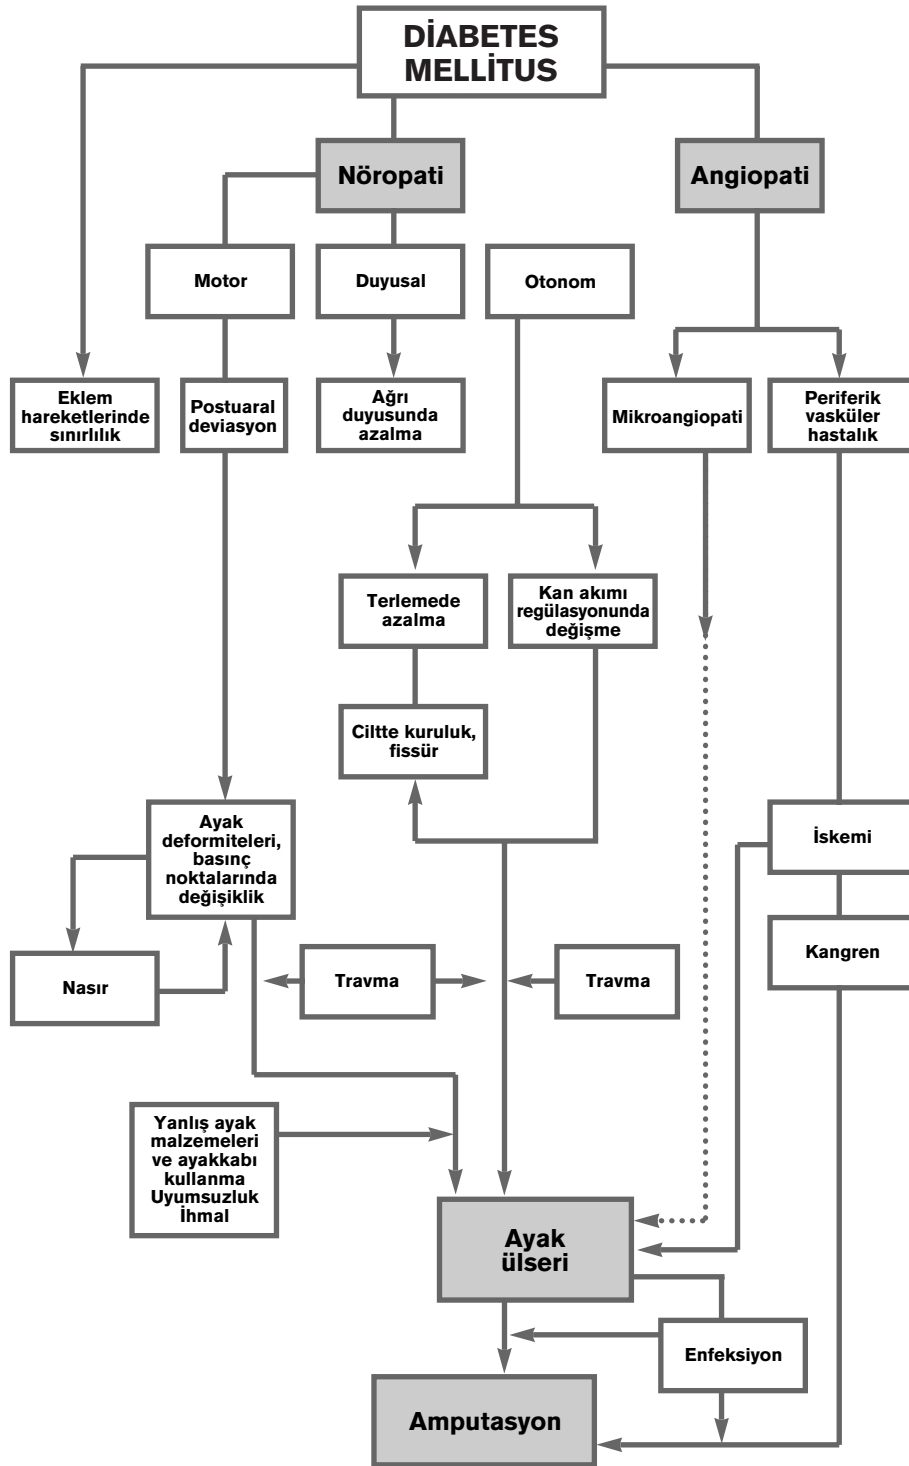 DİABETES
MELLİTUS
Nöropati
Angiopati
Motor
Duyusal
Otonom
Eklem
hareketlerinde
sınırlılık
Postuaral
deviasyon
Ağrı
duyusunda
azalma
Mikroangiopati
Periferik
vasküler
hastalık
Terlemede
azalma
Kan akımı
regülasyonunda
değişme
Ciltte kuruluk,
fissür
Ayak
deformiteleri,
basınç
noktalarında
değişiklik
İskemi
Kangren
Nasır
Travma
Travma
Yanlış ayak
malzemeleri
ve ayakkabı
kullanma
Uyumsuzluk
İhmal
Ayak
ülseri
Enfeksiyon
Amputasyon